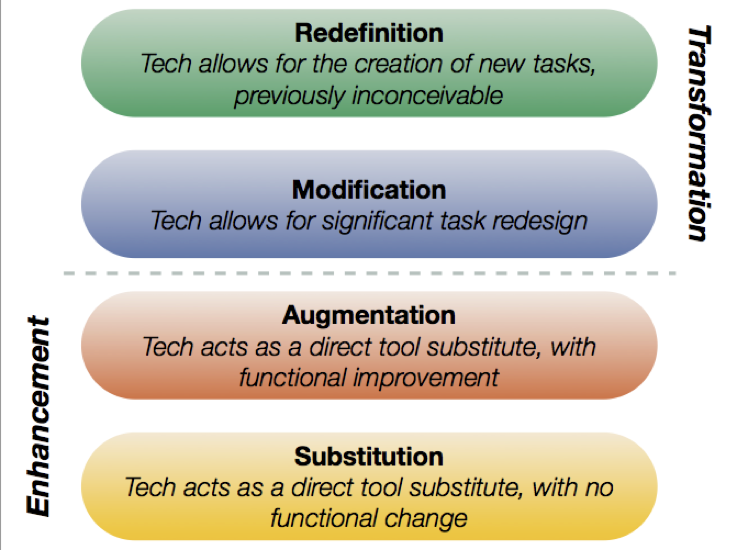 Redefinition
Tech allows for the creation of new tasks,
previously inconceivable
Modification
Tech allows for significant task redesign
Transformation
Augmentation
Tech acts as a direct tool substitute, with
functional improvement
Substitution
Tech acts as a direct tool substitute, with no
functional change
Enhancement